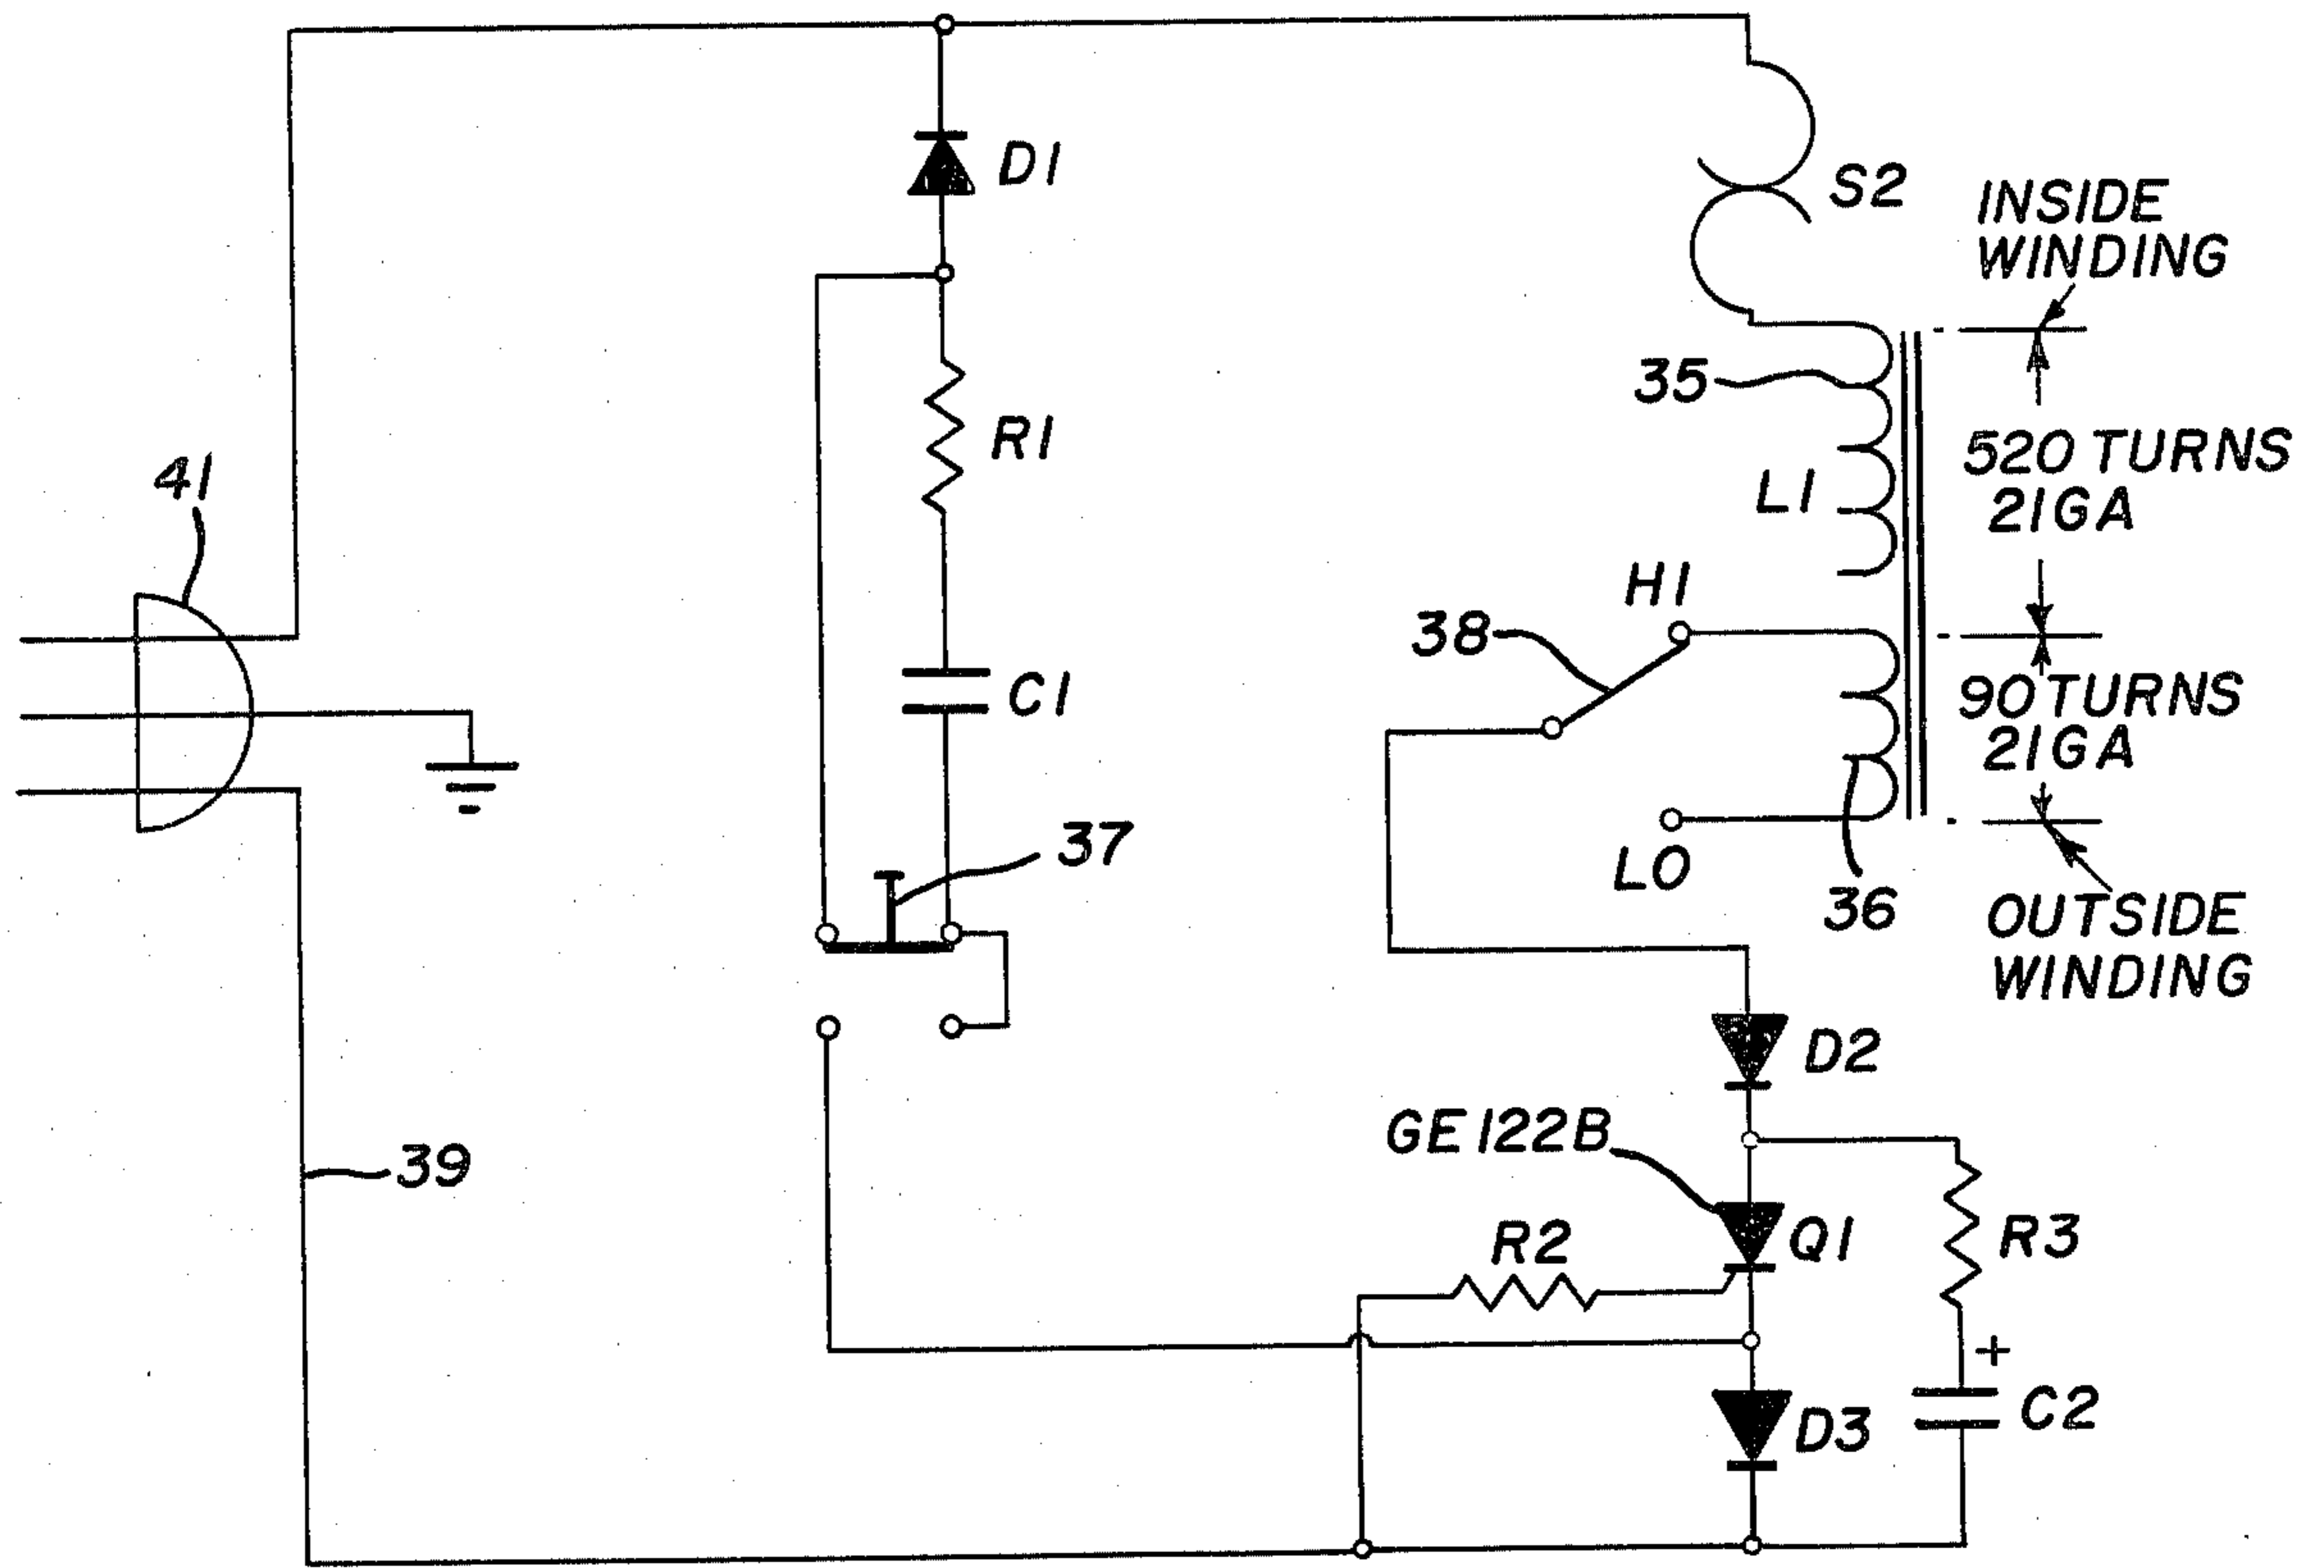 D1
S2
INSIDE
WINDING
35
R1
520 TURNS
21GA
41
L1
HI
38
C1
90 TURNS
21GA
37
LO
36
OUTSIDE
WINDING
D2
GE122B
39
R2
Q1
R3
+
C2
D3